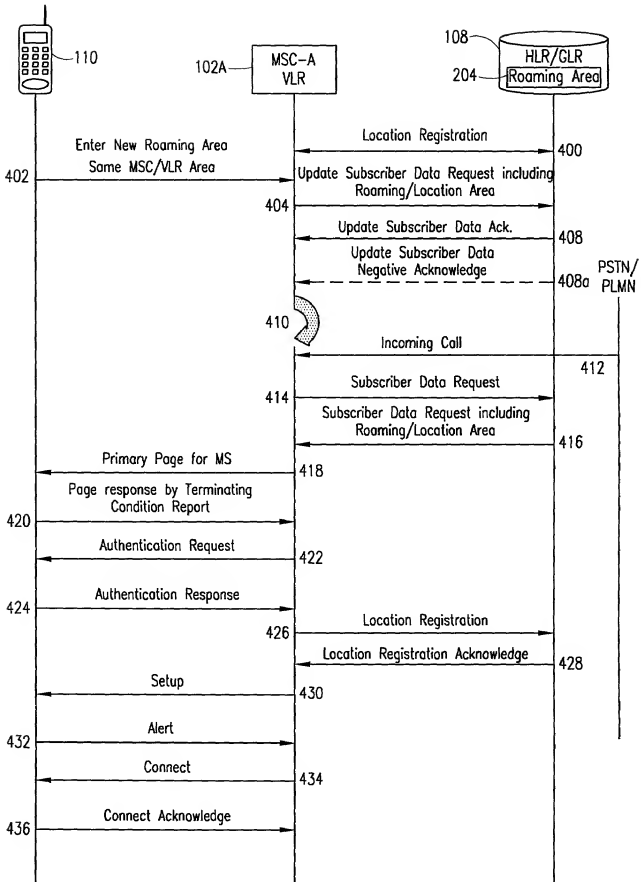 110
102A
MSC-A
VLR
108
HLR/GLR
204
Roaming Area
Location Registration
400
Enter New Roaming Area
Same MSC/VLR Area
402
Update Subscriber Data Request including
Roaming/Location Area
404
Update Subscriber Data Ack.
408
Update Subscriber Data
Negative Acknowledge
408a
PSTN/
PLMN
410
Incoming Call
412
414
Subscriber Data Request
Subscriber Data Request including
Roaming/Location Area
416
Primary Page for MS
418
Page response by Terminating
Condition Report
420
Authentication Request
422
Authentication Response
424
Location Registration
426
Location Registration Acknowledge
428
Setup
430
Alert
432
Connect
434
Connect Acknowledge
436